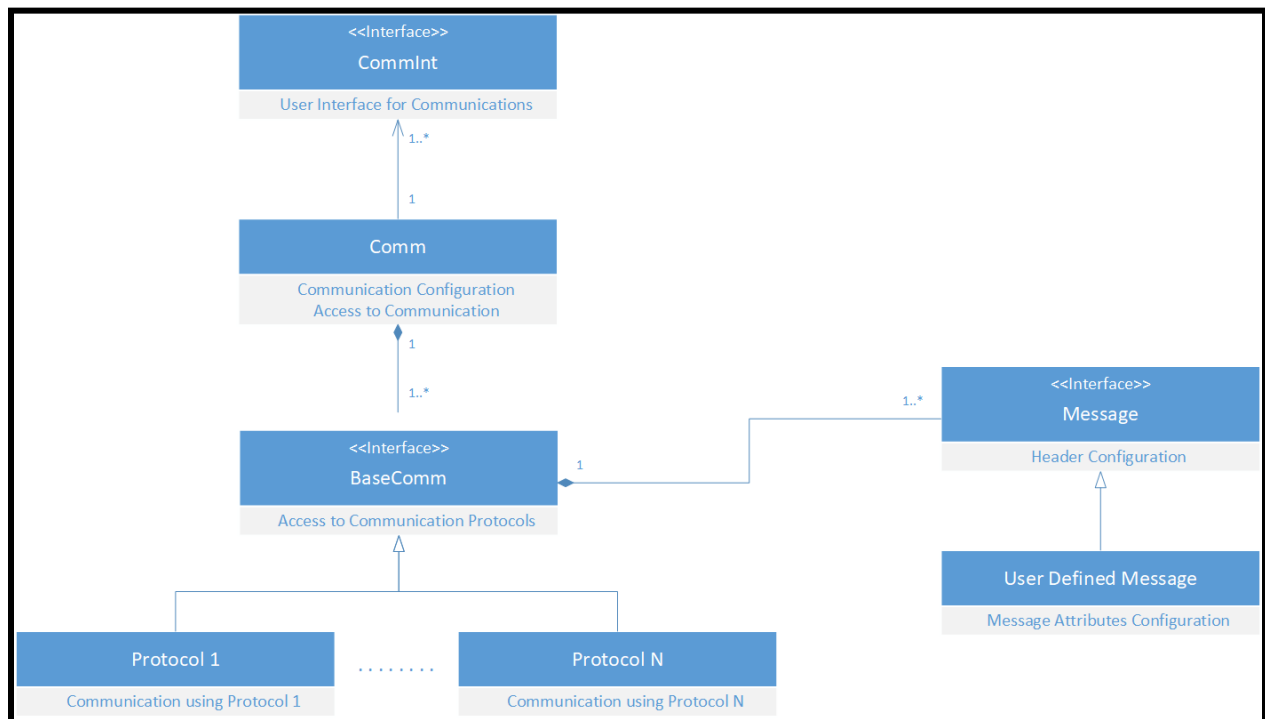 <<Interface>>
CommInt
User Interface for Communications
1..*
1
Comm
Communication Configuration
Access to Communication
1
1..*
<<Interface>>
BaseComm
Access to Communication Protocols
1
1..*
<<Interface>>
Message
Header Configuration
User Defined Message
Message Attributes Configuration
Protocol 1
Communication using Protocol 1
. . . . . . . .
Protocol N
Communication using Protocol N